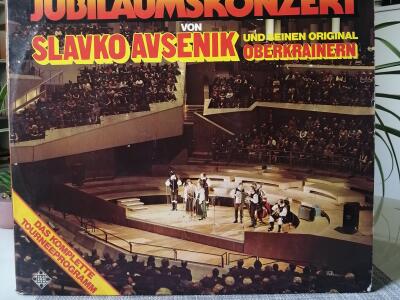 JUBILÄUMSKONZERT
VON
SLAVKO AVSENIK
UND SEINEN ORIGINAL
OBERKRAINERN
DAS KOMPLETTE
TOURNEEPROGRAMM